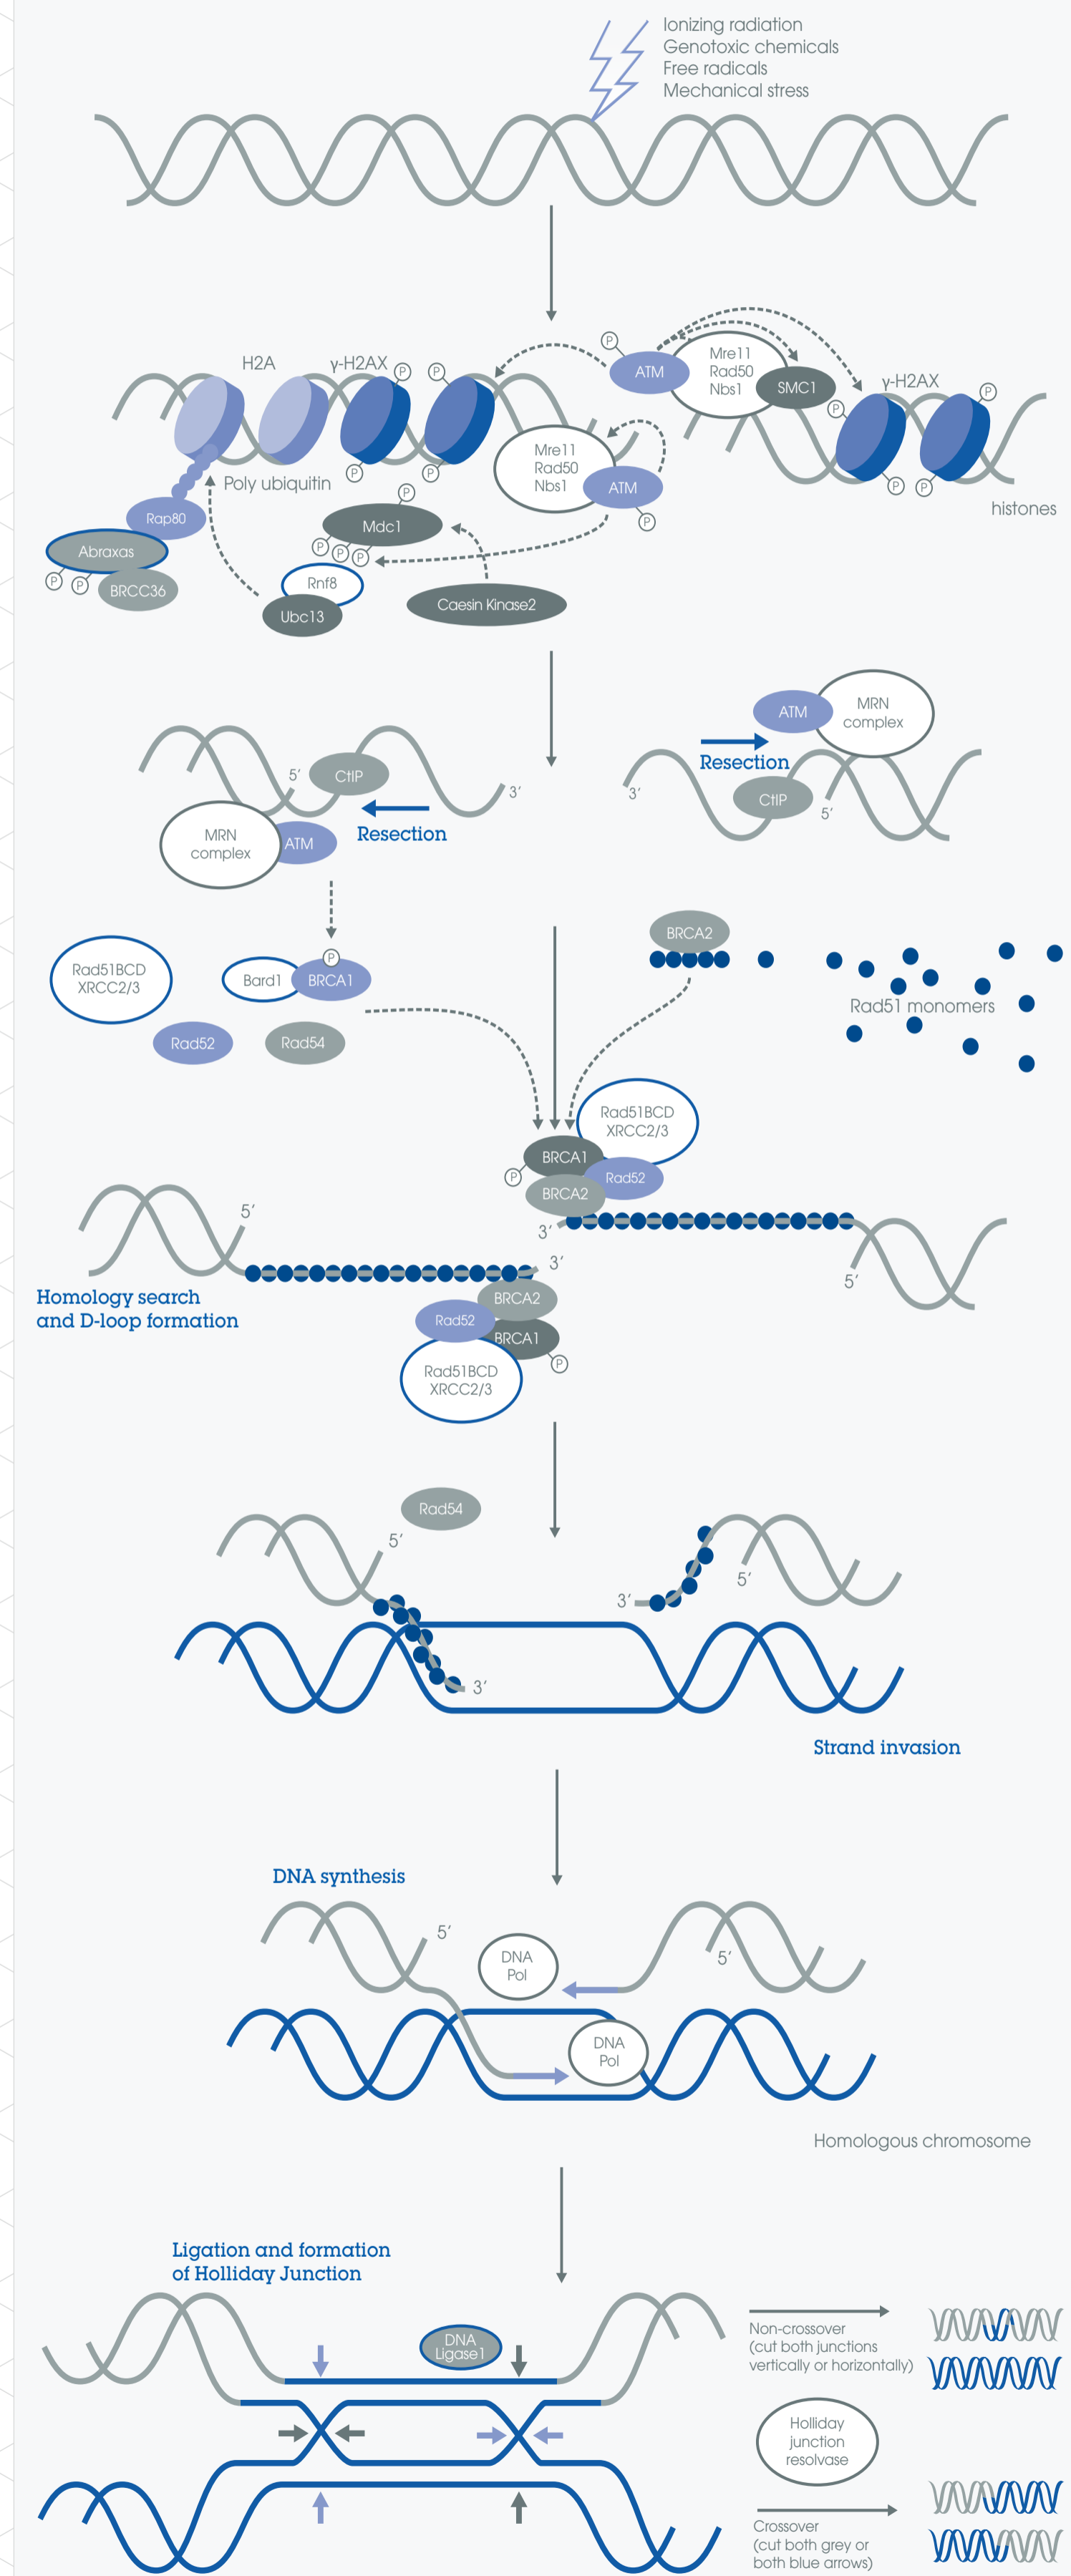 Ionizing radiation
Genotoxic chemicals
Free radicals
Mechanical stress
P
ATM
Mre11
Rad50
Nbs1
SMC1
H2A
γ-H2AX
P
P
γ-H2AX
P
P
Mre11
Rad50
Nbs1
ATM
P
P
P
P
P
Poly ubiquitin
histones
Rap80
P
Mdc1
P
P
P
Abraxas
P
P
BRCC36
Rnf8
Ubc13
Caesin Kinase2
ATM
MRN
complex
Resection
5′
CtIP
3′
3′
CtIP
5′
MRN
complex
ATM
Resection
BRCA2
Rad51BCD
XRCC2/3
P
Bard1
BRCA1
Rad51 monomers
Rad52
Rad54
Rad51BCD
XRCC2/3
BRCA1
P
Rad52
BRCA2
5′
3′
3′
5′
Homology search
and D-loop formation
BRCA2
Rad52
BRCA1
P
Rad51BCD
XRCC2/3
Rad54
5′
5′
3′
3′
Strand invasion
DNA synthesis
5′
DNA
Pol
5′
DNA
Pol
Homologous chromosome
Ligation and formation
of Holliday Junction
DNA
Ligase1
Non-crossover
(cut both junctions
vertically or horizontally)
Holliday
junction
resolvase
Crossover
(cut both grey or
both blue arrows)